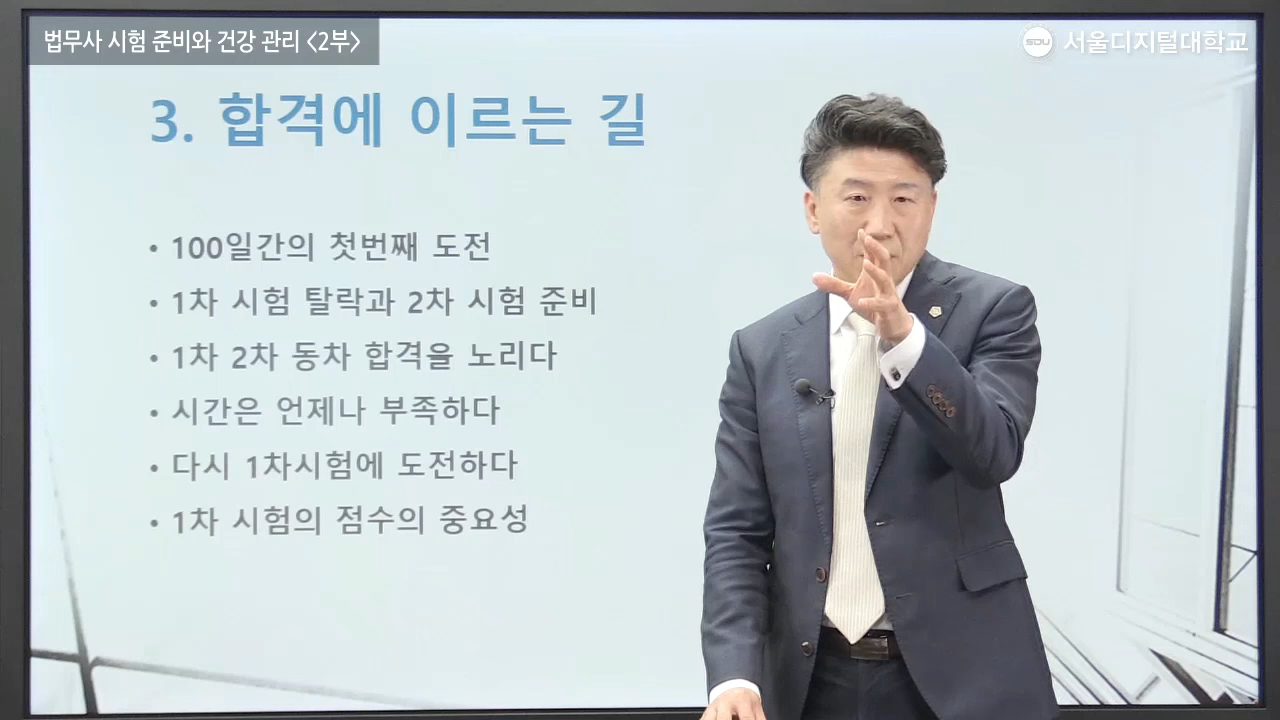 법무사 시험 준비와 건강 관리 <2부>
SDU 서울디지털대학교
3. 합격에 이르는 길
• 100일간의 첫번째 도전
• 1차 시험 탈락과 2차 시험 준비
• 1차 2차 동차 합격을 노리다
• 시간은 언제나 부족하다
• 다시 1차시험에 도전하다
• 1차 시험의 점수의 중요성